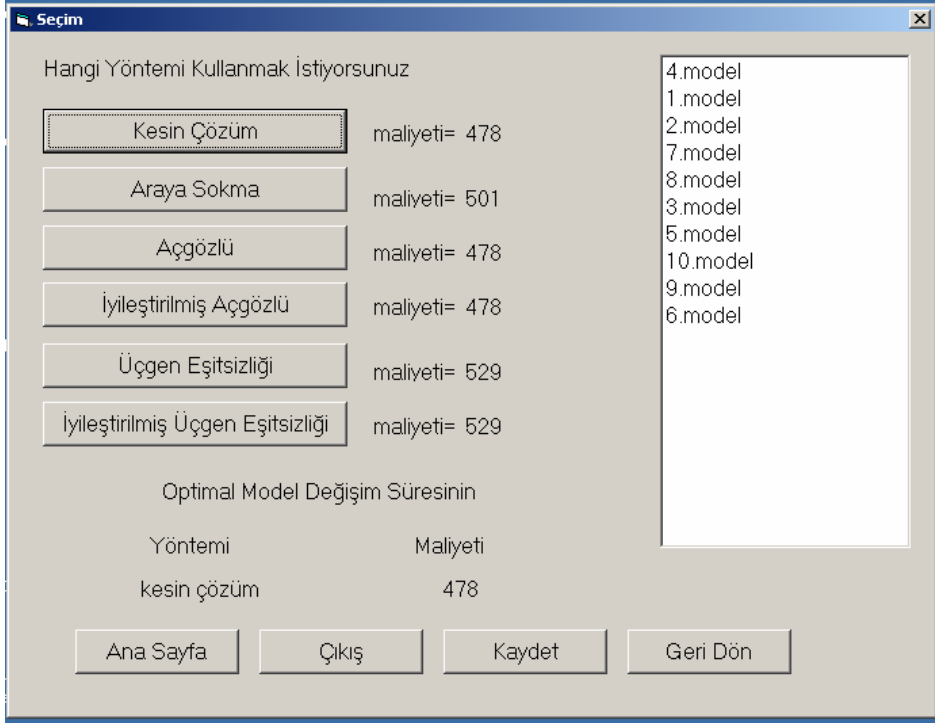 Seçim
Hangi Yöntemi Kullanmak İstiyorsunuz
Kesin Çözüm
maliyeti= 478
Araya Sokma
maliyeti= 501
Açgözlü
maliyeti= 478
İyileştirilmiş Açgözlü
maliyeti= 478
Üçgen Eşitsizliği
maliyeti= 529
İyileştirilmiş Üçgen Eşitsizliği
maliyeti= 529
4.model
1.model
2.model
7.model
8.model
3.model
5.model
10.model
9.model
6.model
Optimal Model Değişim Süresinin
Yöntemi Maliyeti
kesin çözüm 478
Ana Sayfa
Çıkış
Kaydet
Geri Dön